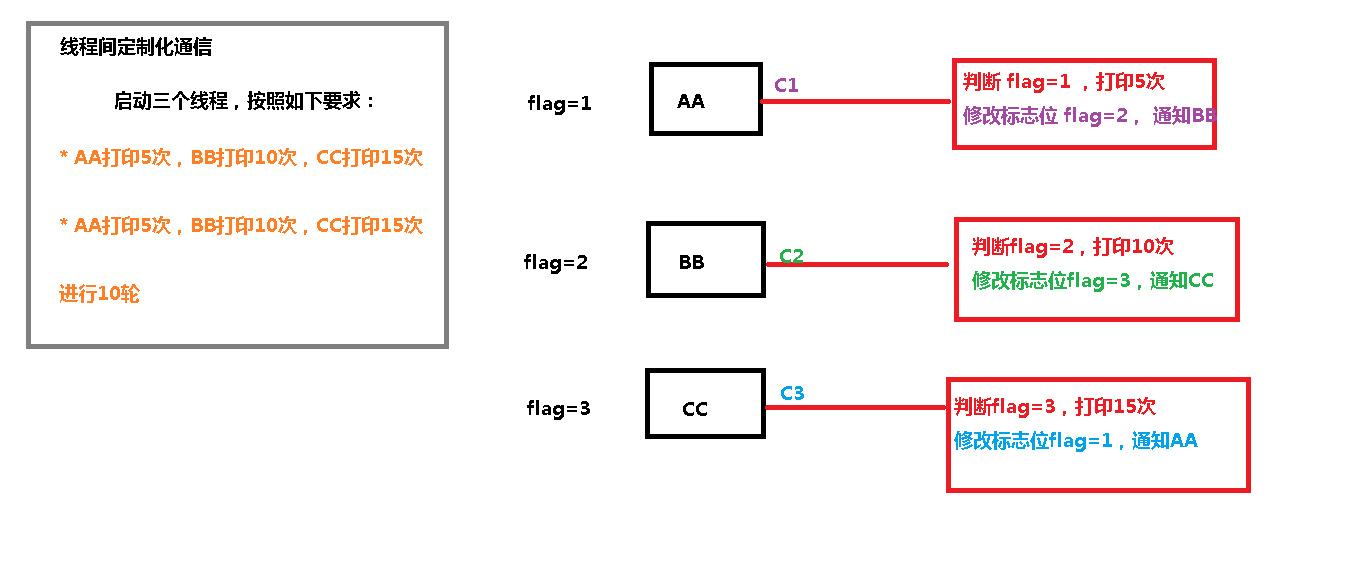 线程间定制化通信
启动三个线程，按照如下要求：
* AA打印5次，BB打印10次，CC打印15次
* AA打印5次，BB打印10次，CC打印15次
进行10轮
flag=1
AA
C1
判断 flag=1 ，打印5次
修改标志位 flag=2， 通知BB
flag=2
BB
C2
判断flag=2，打印10次
修改标志位flag=3，通知CC
flag=3
CC
C3
判断flag=3，打印15次
修改标志位flag=1，通知AA